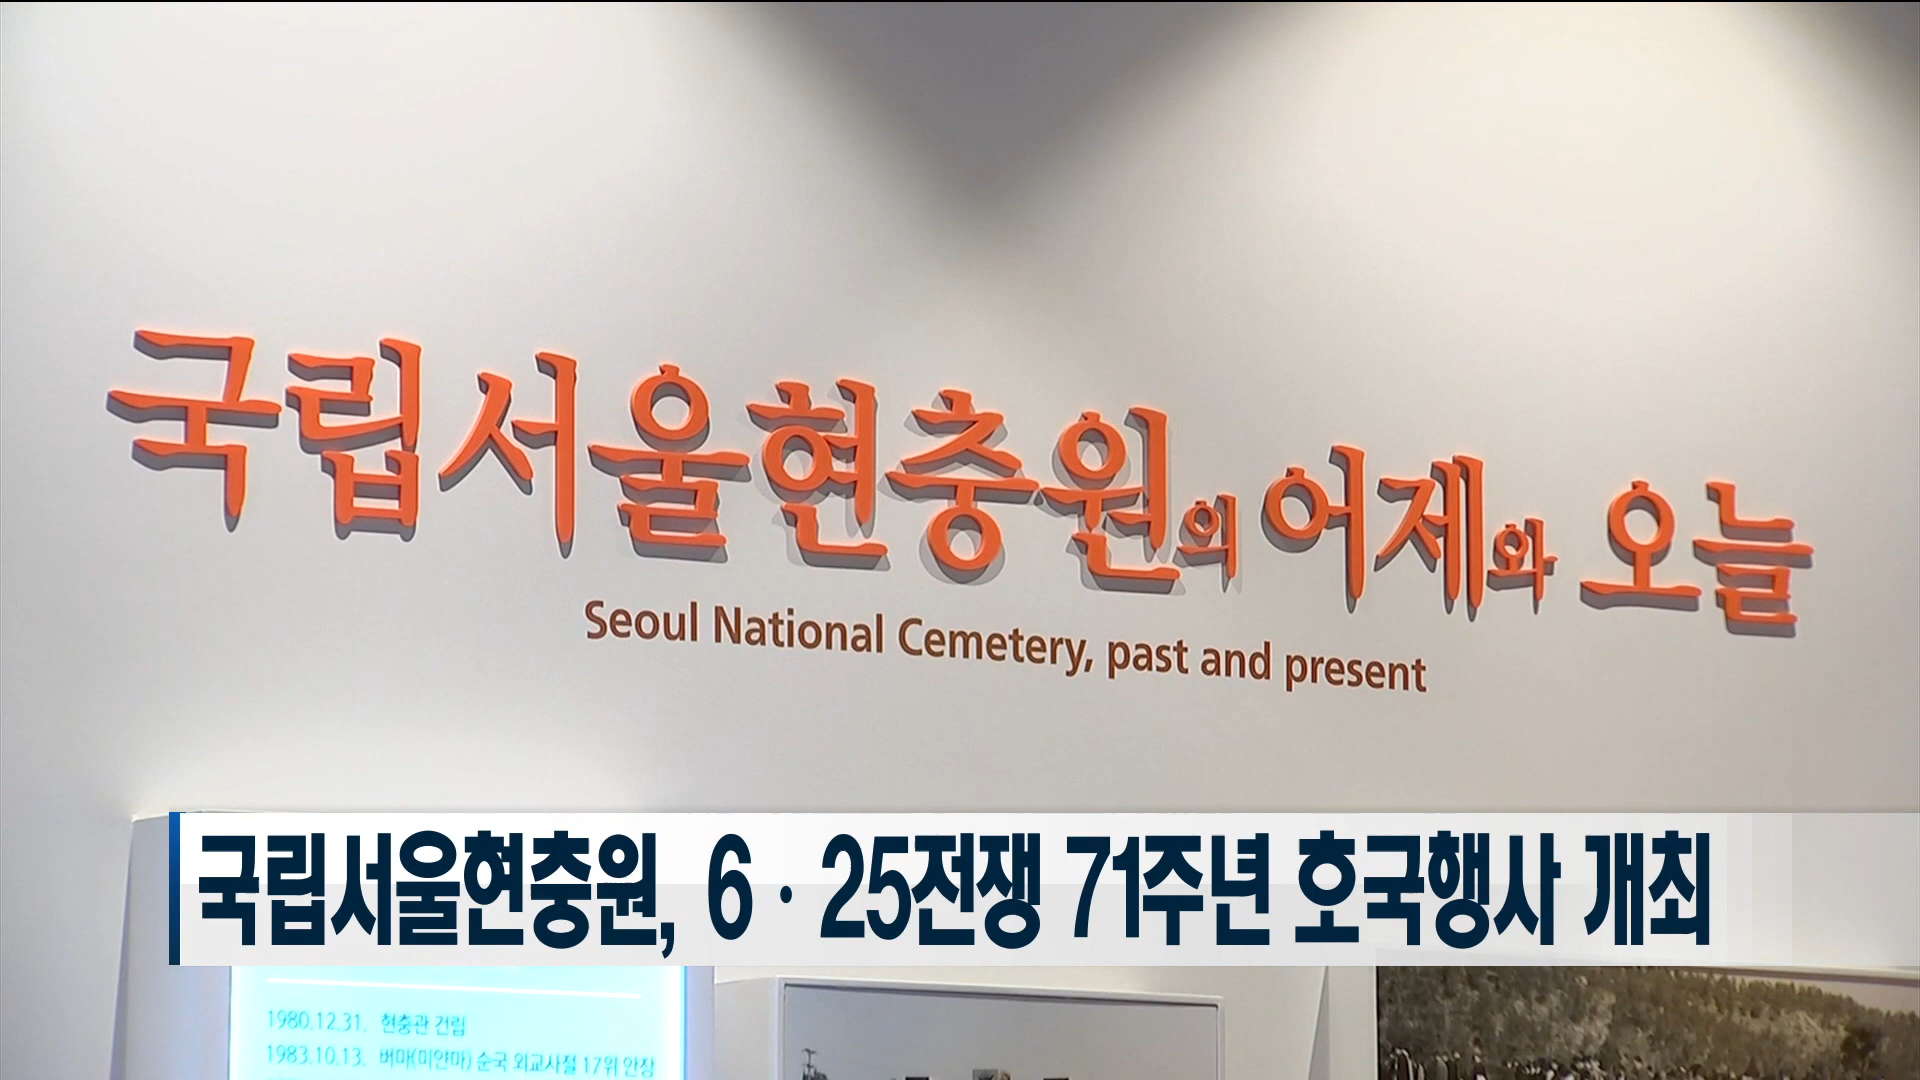 국립서울현충원의 어제와 오늘
Seoul National Cemetery, past and present
국립서울현충원, 6·25전쟁 71주년 호국행사 개최
1980.12.31. 현충관 건립
1983.10.13. 버마(미얀마) 순국 외교사절 17위 안장